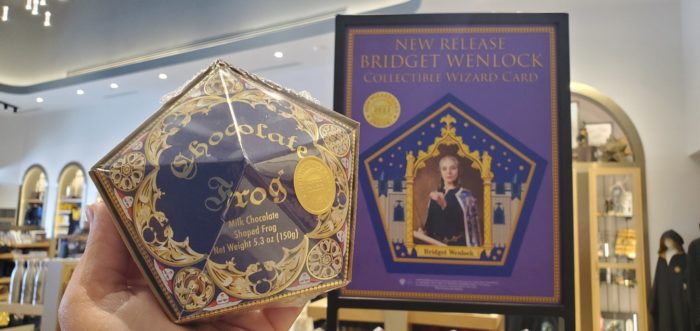 Chocolate
Frog
Milk Chocolate
Shaped Frog
Net Weight 5.3 oz (150g)
NEW RELEASE
BRIDGET WENLOCK
COLLECTIBLE WIZARD CARD
Bridget Wenlock